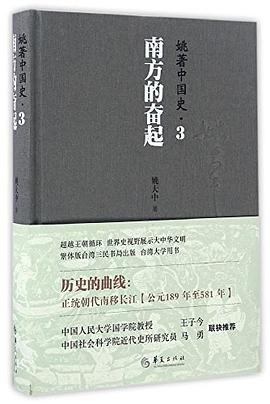 姚著中国史·3
南方的奋起
姚著中国史·3
南方的奋起
姚大中 著
超越王朝循环 世界史视野展示大中华文明
繁体版台湾三民书局出版 台湾大学用书
历史的曲线：
正统朝代南移长江【公元189 年至581 年】
中国人民大学国学院教授 王子今
中国社会科学院近代史所研究员 马 勇
联袂推荐
华夏出版社